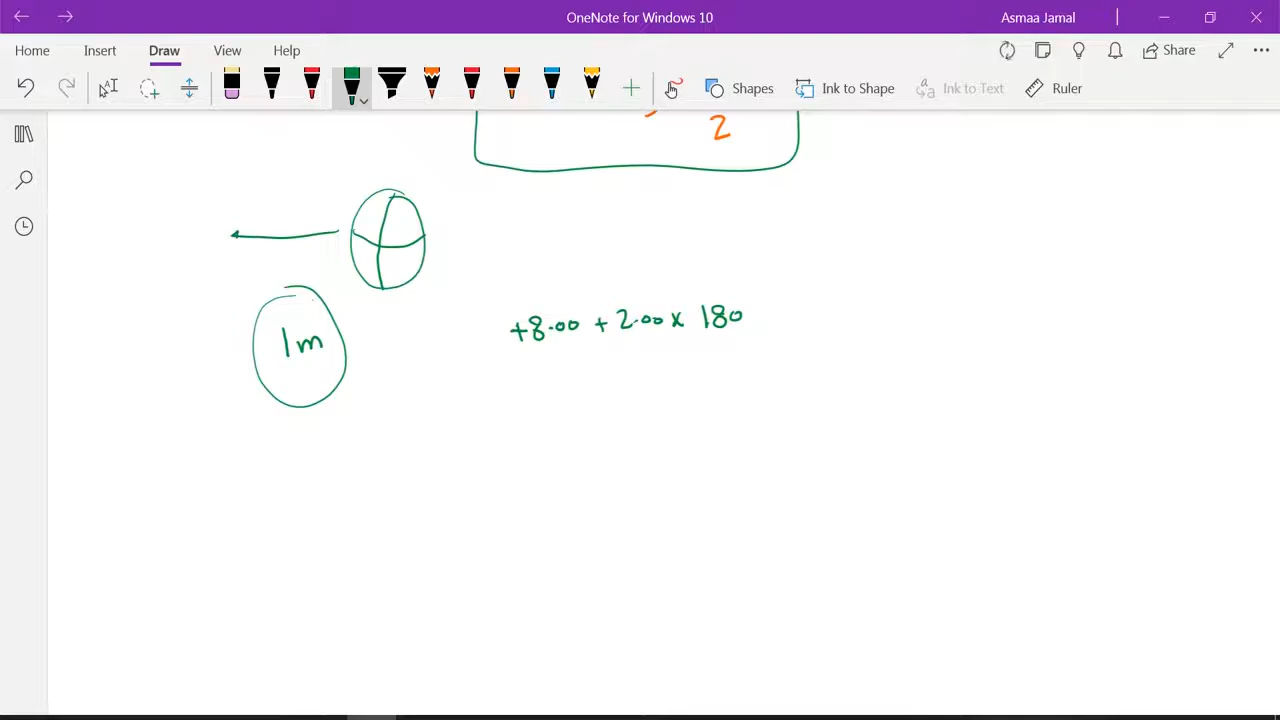 OneNote for Windows 10
Asmaa Jamal
Home Insert Draw View Help
Share
Shapes Ink to Shape Ink to Text Ruler
2
1m
+8.00 + 2.00 x 180